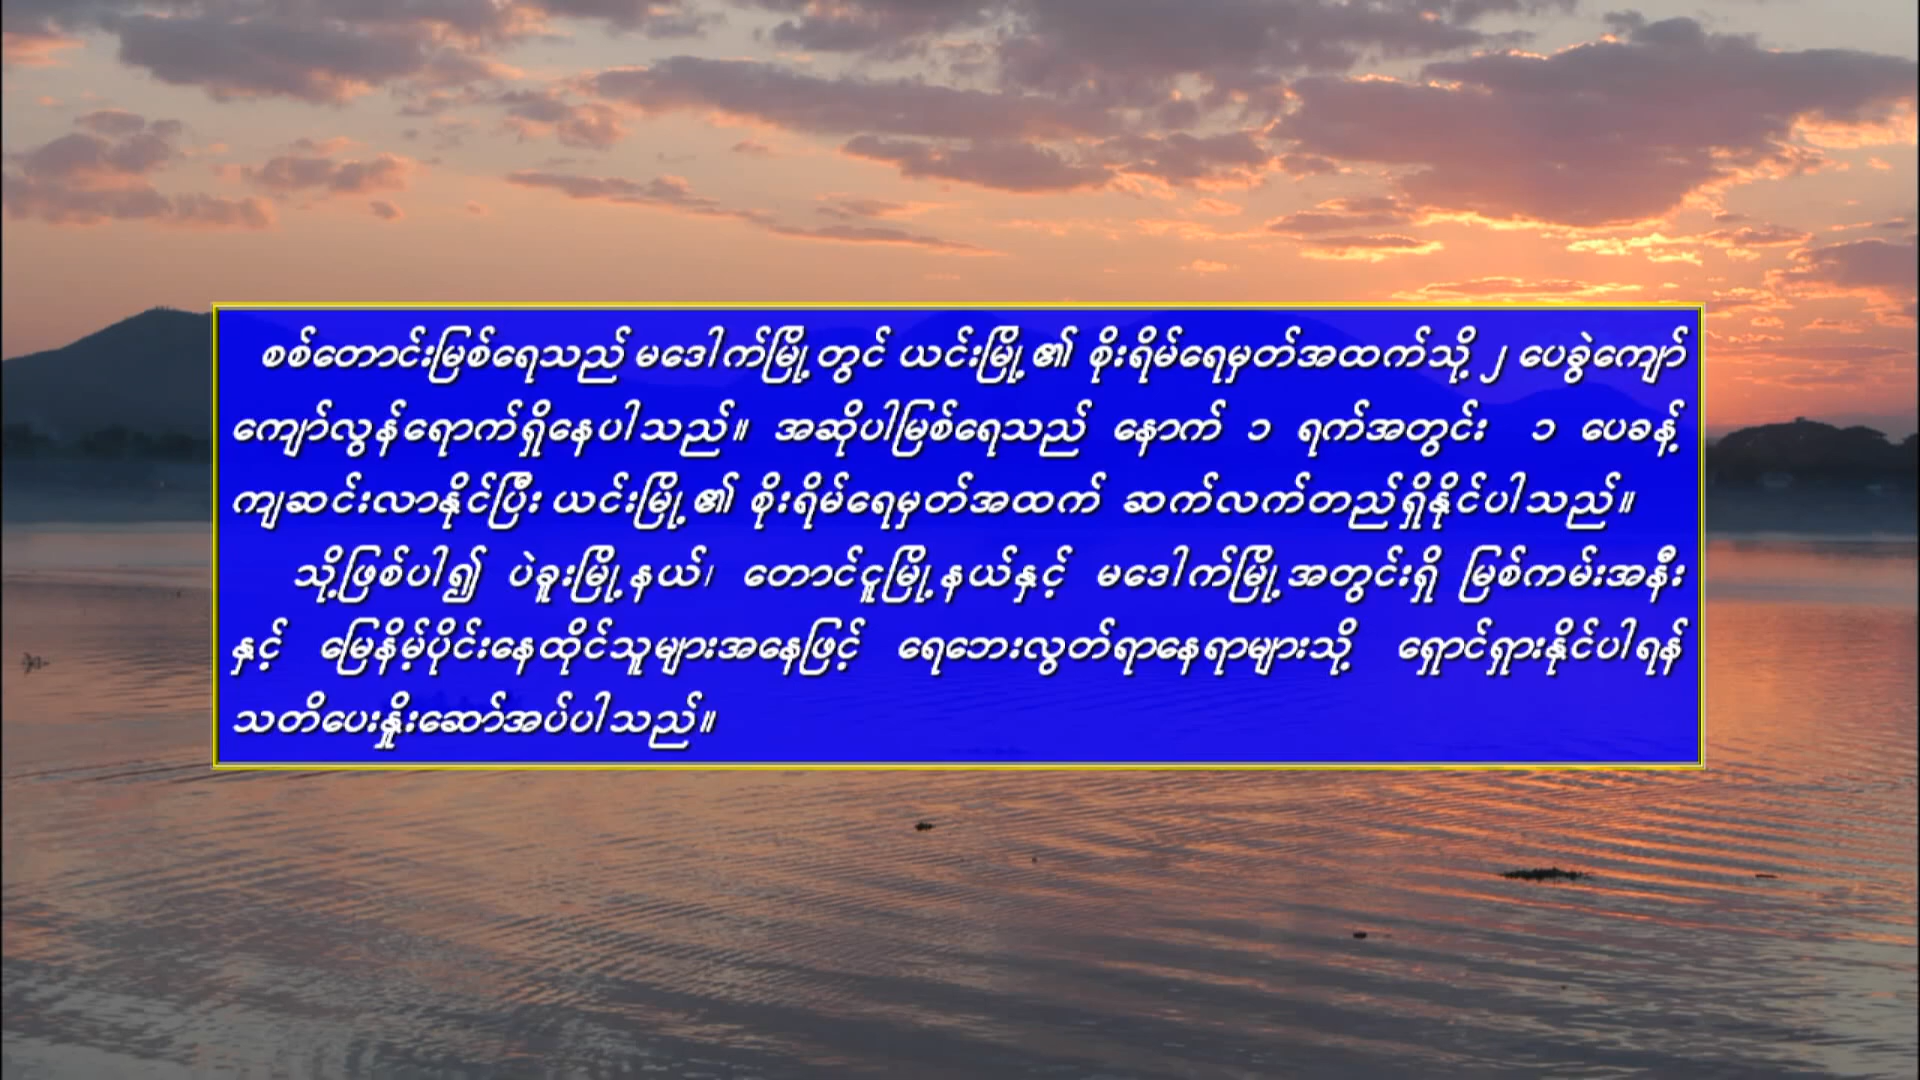 စစ်တောင်းမြစ်ရေသည် မဒေါက်မြို့တွင် ယင်းမြို့၏ စိုးရိမ်ရေမှတ်အထက်သို့ ၂ ပေခွဲကျော်
ကျော်လွန်ရောက်ရှိနေပါသည်။ အဆိုပါမြစ်ရေသည် နောက် ၁ ရက်အတွင်း ၁ ပေခန့်
ကျဆင်းလာနိုင်ပြီး ယင်းမြို့၏ စိုးရိမ်ရေမှတ်အထက် ဆက်လက်တည်ရှိနိုင်ပါသည်။
သို့ဖြစ်ပါ၍ ပဲခူးမြို့နယ်၊ တောင်ငူမြို့နယ်နှင့် မဒေါက်မြို့အတွင်းရှိ မြစ်ကမ်းအနီး
နှင့် မြေနိမ့်ပိုင်းနေထိုင်သူများအနေဖြင့် ရေဘေးလွတ်ရာနေရာများသို့ ရှောင်ရှားနိုင်ပါရန်
သတိပေးနှိုးဆော်အပ်ပါသည်။